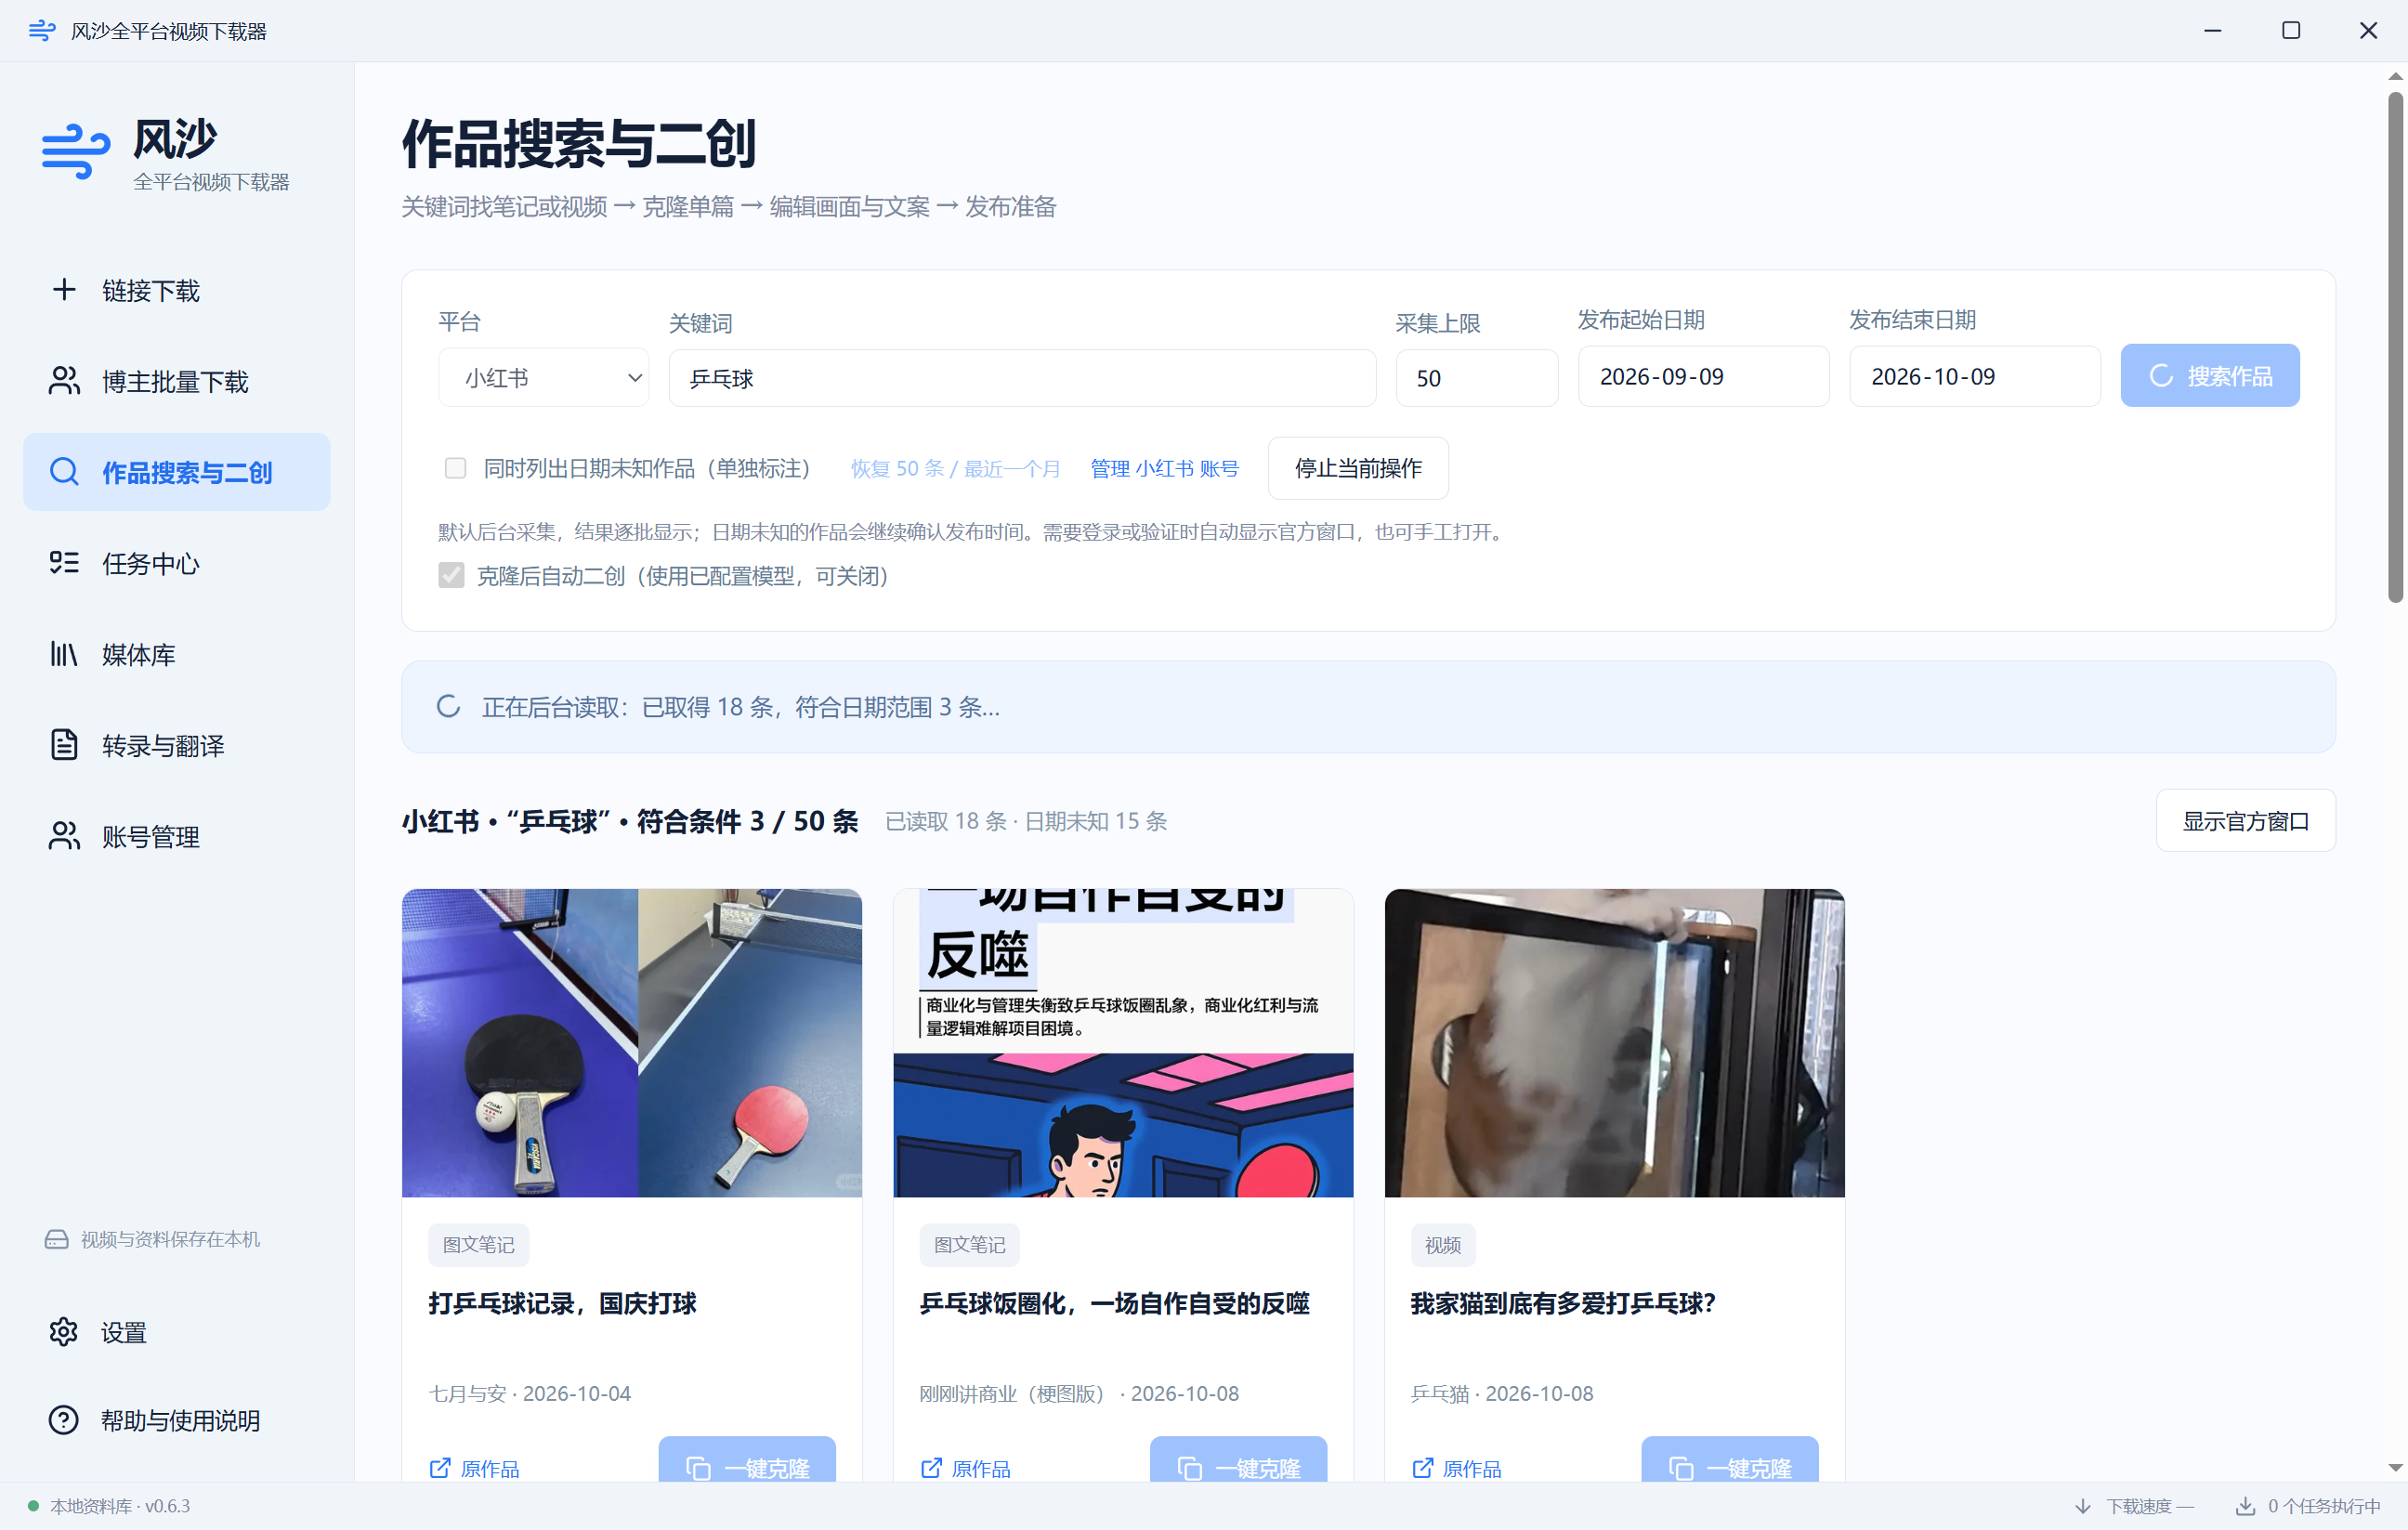 风沙全平台视频下载器
风沙
全平台视频下载器
链接下载
博主批量下载
作品搜索与二创
任务中心
媒体库
转录与翻译
账号管理
视频与资料保存在本机
设置
帮助与使用说明
作品搜索与二创
关键词找笔记或视频 → 克隆单篇 → 编辑画面与文案 → 发布准备
平台 关键词 采集上限 发布起始日期 发布结束日期
小红书 乒乓球 50 2026-09-09 2026-10-09 搜索作品
同时列出日期未知作品（单独标注） 恢复 50 条 / 最近一个月 管理 小红书 账号 停止当前操作
默认后台采集，结果逐批显示；日期未知的作品会继续确认发布时间。需要登录或验证时自动显示官方窗口，也可手工打开。
克隆后自动二创（使用已配置模型，可关闭）
正在后台读取：已取得 18 条，符合日期范围 3 条...
小红书 · “乒乓球” · 符合条件 3 / 50 条 已读取 18 条 · 日期未知 15 条 显示官方窗口
一场自作自受的
反噬
商业化与管理失衡致乒乓球饭圈乱象，商业化红利与流
量逻辑难解项目困境。
图文笔记
打乒乓球记录，国庆打球
七月与安 · 2026-10-04
原作品 一键克隆
图文笔记
乒乓球饭圈化，一场自作自受的反噬
刚刚讲商业（梗图版） · 2026-10-08
原作品 一键克隆
视频
我家猫到底有多爱打乒乓球？
乒乓猫 · 2026-10-08
原作品 一键克隆
本地资料库 · v0.6.3 下载速度 — 0 个任务执行中